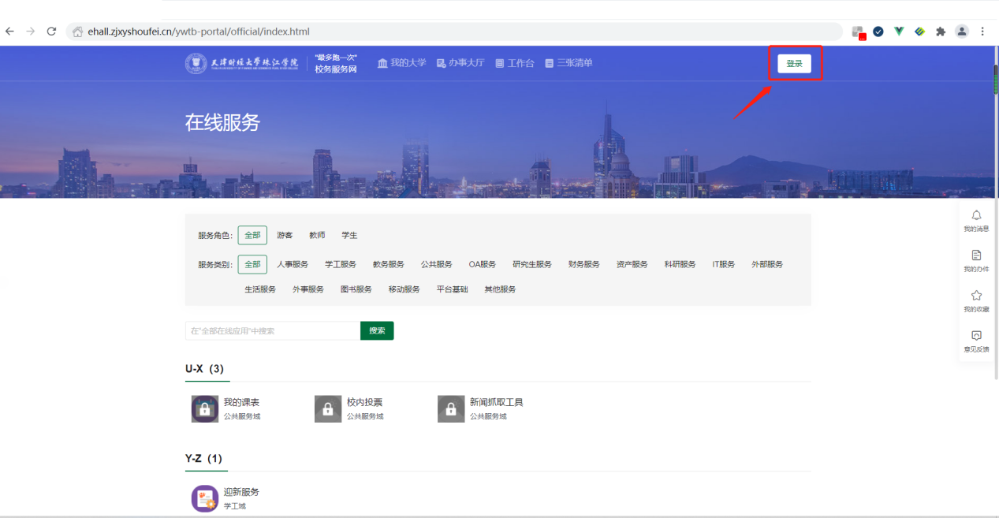 ehall.zjxyshoufei.cn/ywtb-portal/official/index.html
天津财经大学珠江学院
"最多跑一次"
校务服务网
我的大学 办事大厅 工作台 三张清单
登录
在线服务
服务角色: 全部 游客 教师 学生
服务类别: 全部 人事服务 学工服务 教务服务 公共服务 OA服务 研究生服务 财务服务 资产服务 科研服务 IT服务 外部服务
生活服务 外事服务 图书服务 移动服务 平台基础 其他服务
在"全部在线应用"中搜索 搜索
U-X（3）
我的课表 校内投票 新闻抓取工具
公共服务域 公共服务域 公共服务域
Y-Z（1）
迎新服务
学工域
我的消息
我的办件
我的收藏
意见反馈